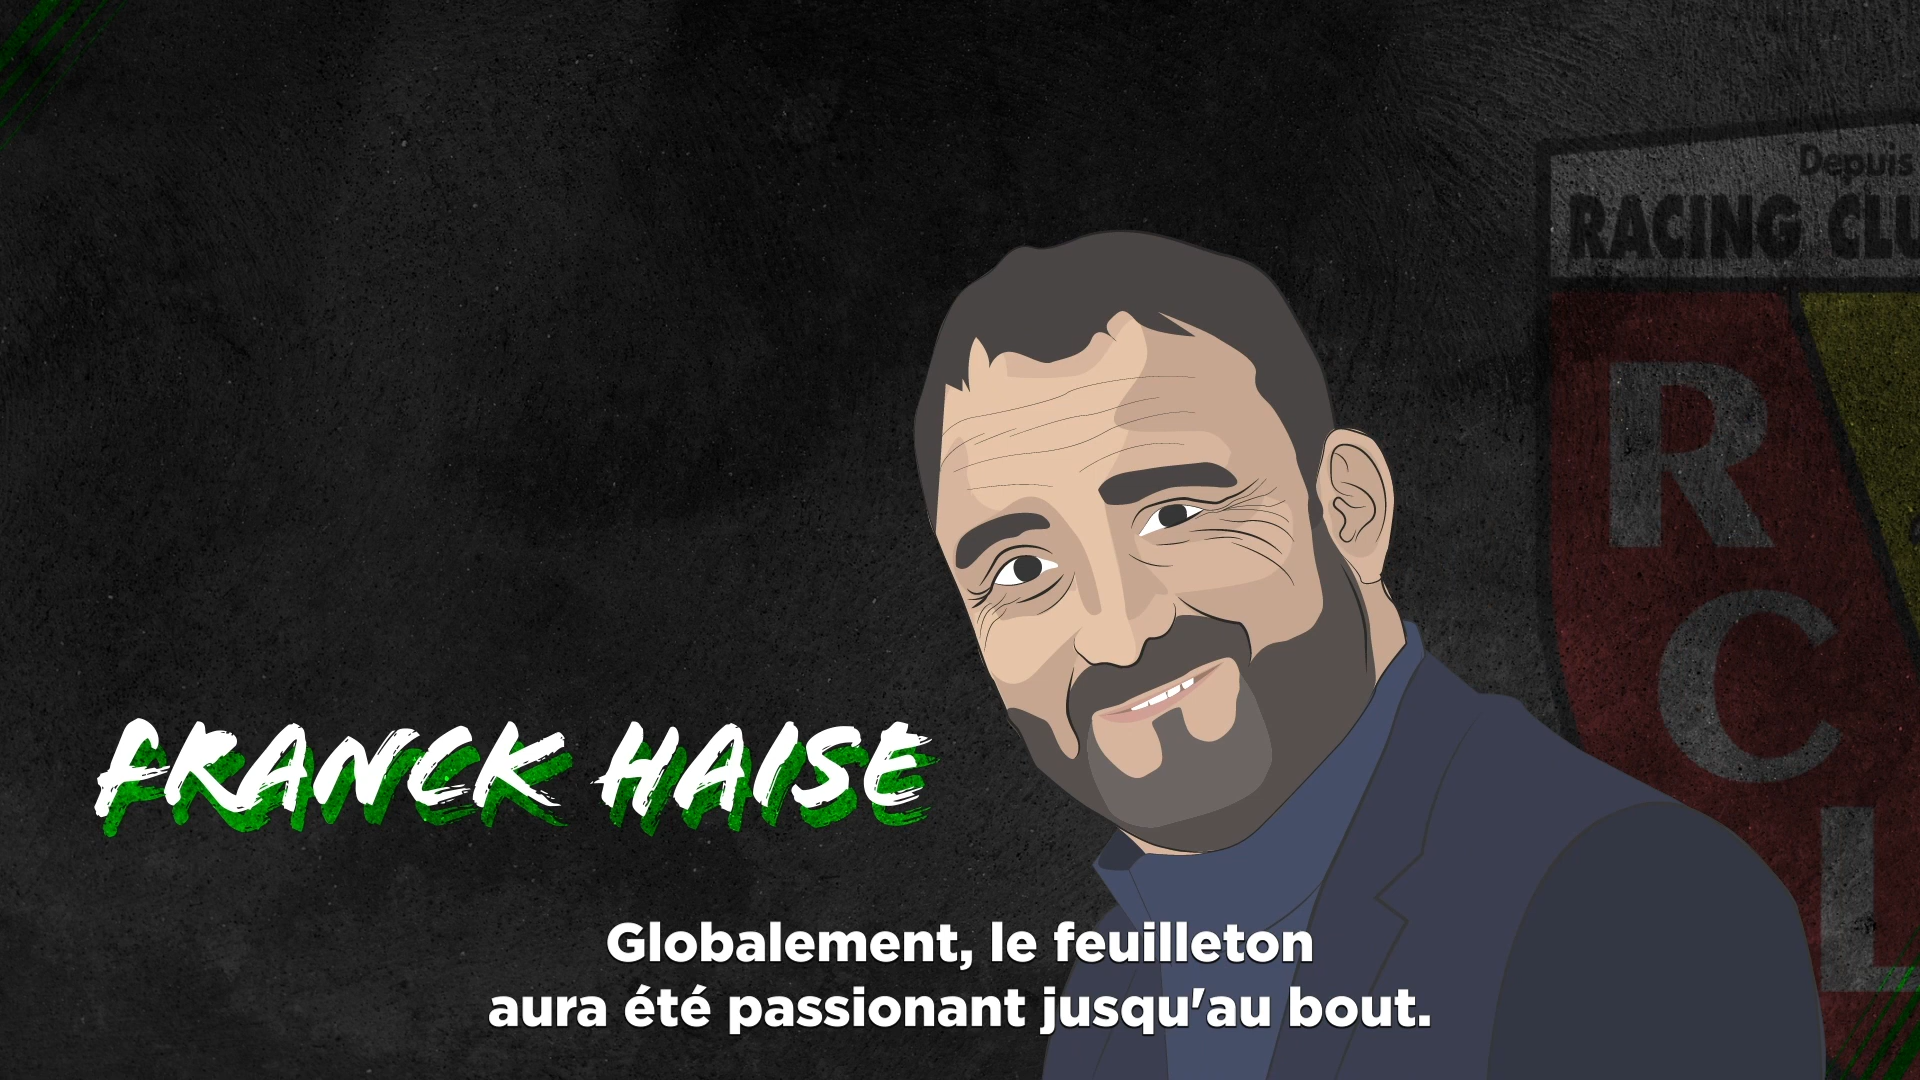 Depuis
RACING CLU
R
C
L
FRANCK HAISE
Globalement, le feuilleton
aura été passionant jusqu'au bout.